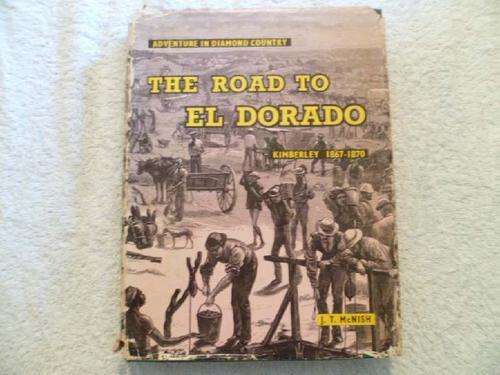 ADVENTURE IN DIAMOND COUNTRY
THE ROAD TO
EL DORADO
KIMBERLEY 1867-1870
J. T. McNISH